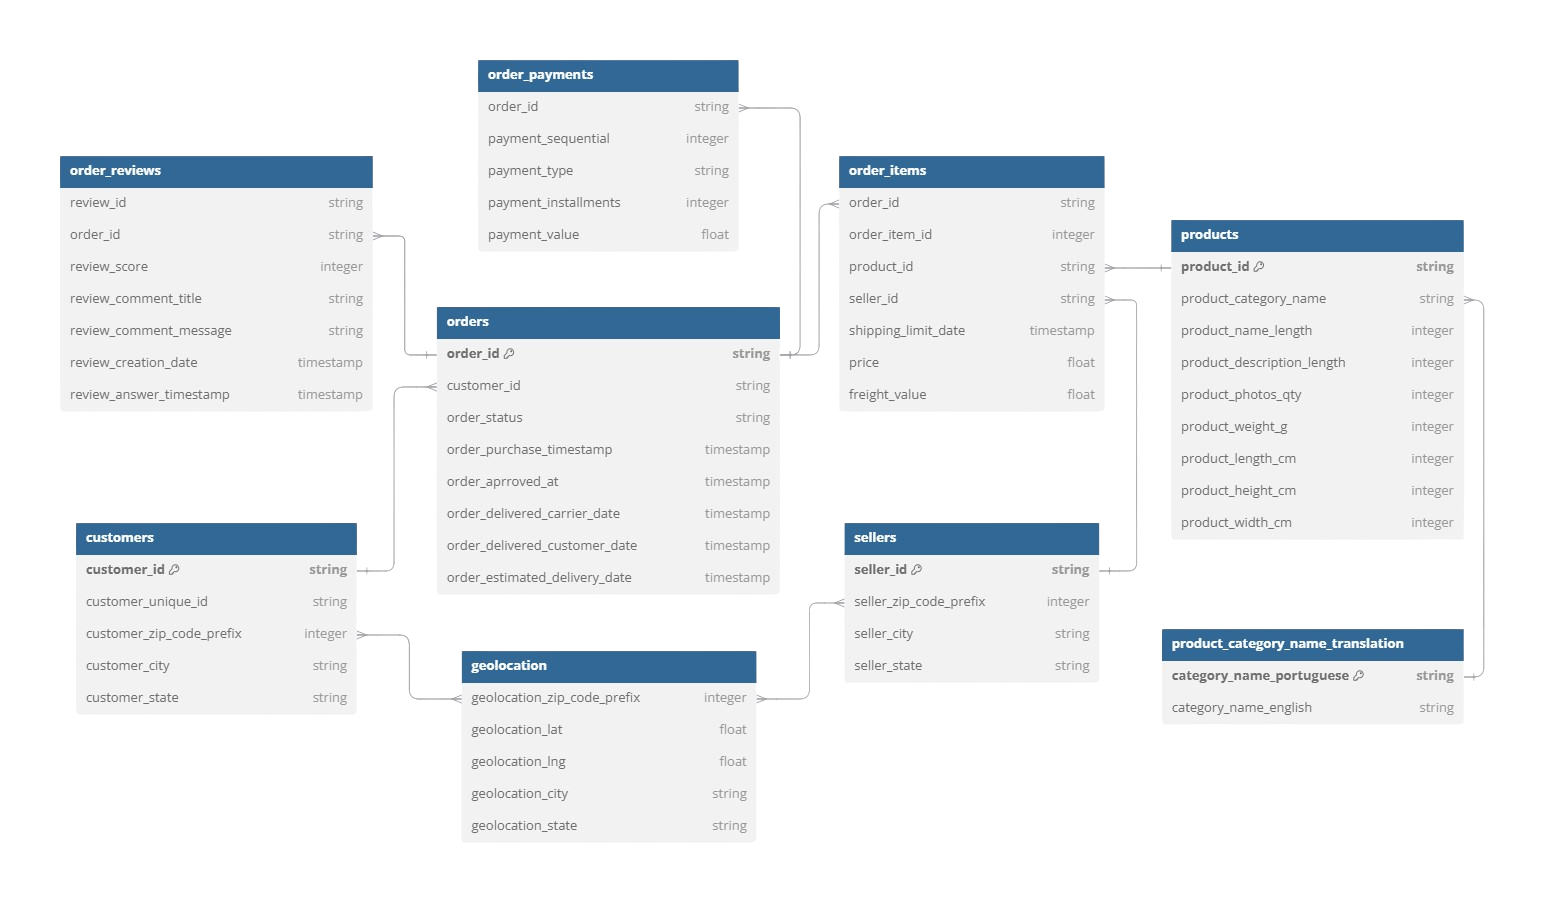 order_payments
order_id string
payment_sequential integer
payment_type string
payment_installments integer
payment_value float
order_reviews
review_id string
order_id string
review_score integer
review_comment_title string
review_comment_message string
review_creation_date timestamp
review_answer_timestamp timestamp
order_items
order_id string
order_item_id integer
product_id string
seller_id string
shipping_limit_date timestamp
price float
freight_value float
products
product_id string
product_category_name string
product_name_length integer
product_description_length integer
product_photos_qty integer
product_weight_g integer
product_length_cm integer
product_height_cm integer
product_width_cm integer
orders
order_id string
customer_id string
order_status string
order_purchase_timestamp timestamp
order_aprroved_at timestamp
order_delivered_carrier_date timestamp
order_delivered_customer_date timestamp
order_estimated_delivery_date timestamp
customers
customer_id string
customer_unique_id string
customer_zip_code_prefix integer
customer_city string
customer_state string
sellers
seller_id string
seller_zip_code_prefix integer
seller_city string
seller_state string
geolocation
geolocation_zip_code_prefix integer
geolocation_lat float
geolocation_lng float
geolocation_city string
geolocation_state string
product_category_name_translation
category_name_portuguese string
category_name_english string